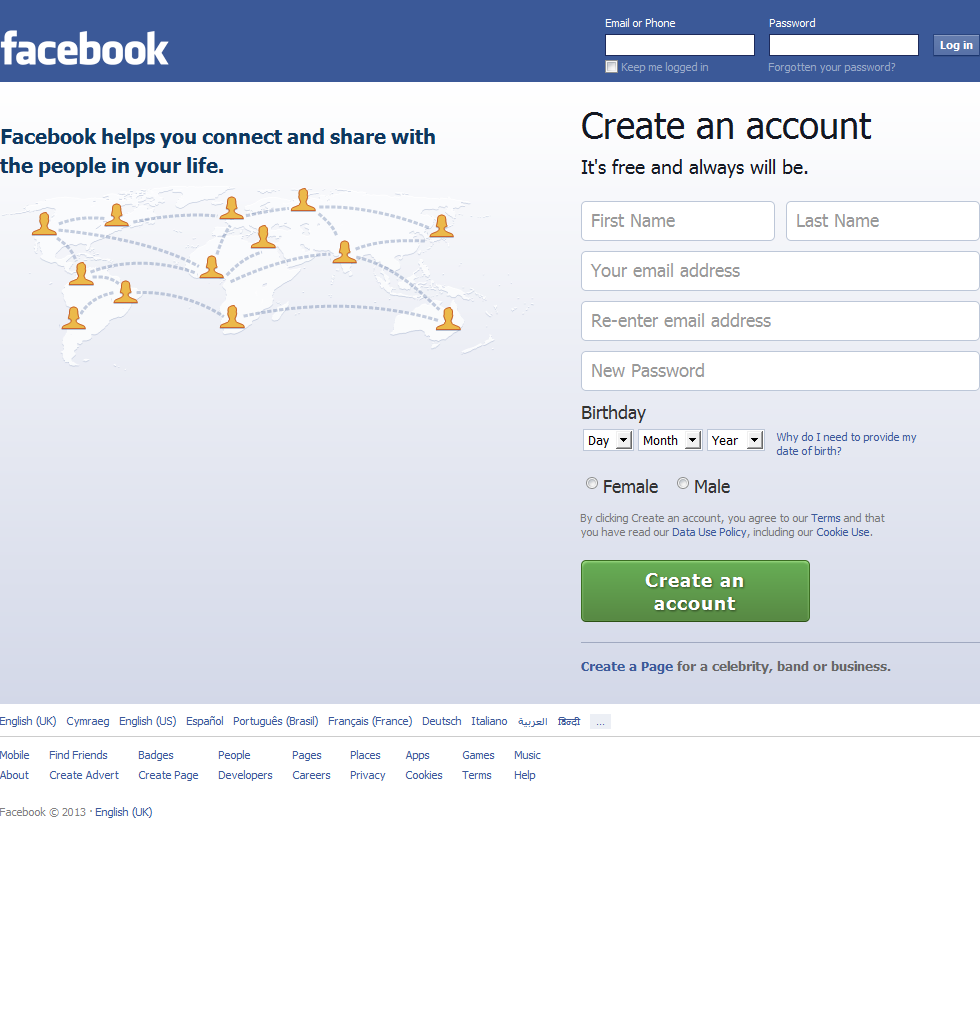 facebook
Email or Phone
Password
Log in
Keep me logged in
Forgotten your password?
Facebook helps you connect and share with
the people in your life.
Create an account
It's free and always will be.
First Name
Last Name
Your email address
Re-enter email address
New Password
Birthday
Day
Month
Year
Why do I need to provide my
date of birth?
Female
Male
By clicking Create an account, you agree to our Terms and that
you have read our Data Use Policy, including our Cookie Use.
Create an
account
Create a Page for a celebrity, band or business.
English (UK) Cymraeg English (US) Español Português (Brasil) Français (France) Deutsch Italiano العربية हिन्दी ...
Mobile Find Friends Badges People Pages Places Apps Games Music
About Create Advert Create Page Developers Careers Privacy Cookies Terms Help
Facebook © 2013 · English (UK)